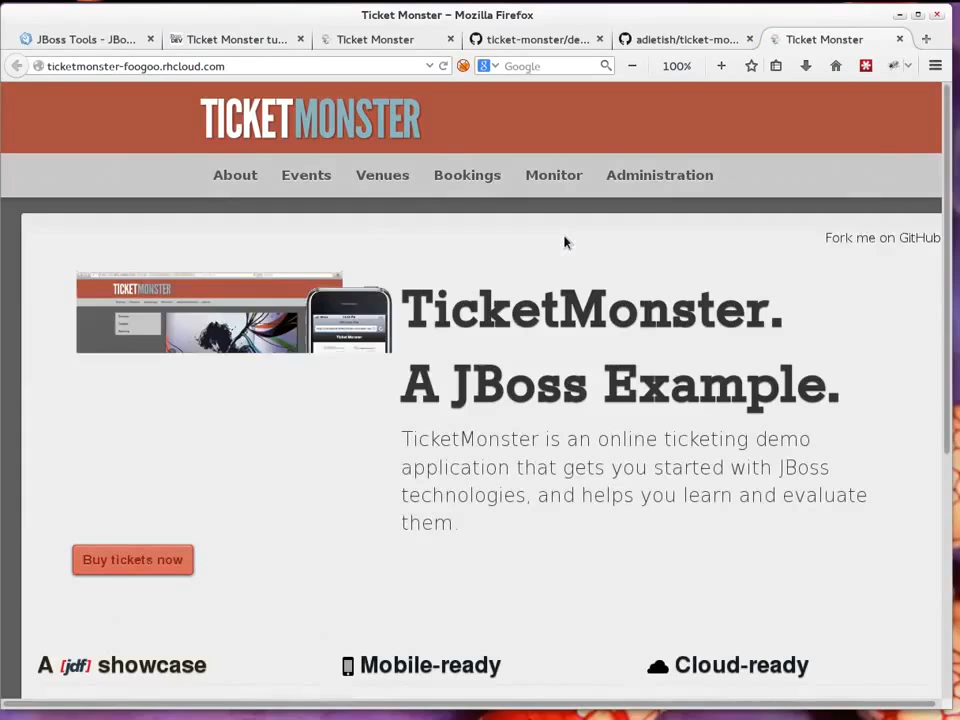 Ticket Monster – Mozilla Firefox
JBoss Tools - JBo...
Ticket Monster tu...
Ticket Monster
ticket-monster/de...
adietish/ticket-mo...
Ticket Monster
ticketmonster-foogoo.rhcloud.com
Google
100%
TICKETMONSTER
About
Events
Venues
Bookings
Monitor
Administration
Fork me on GitHub
TICKETMONSTER
TicketMonster.
A JBoss Example.
TicketMonster is an online ticketing demo
application that gets you started with JBoss
technologies, and helps you learn and evaluate
them.
Buy tickets now
A [jdf] showcase
Mobile-ready
Cloud-ready